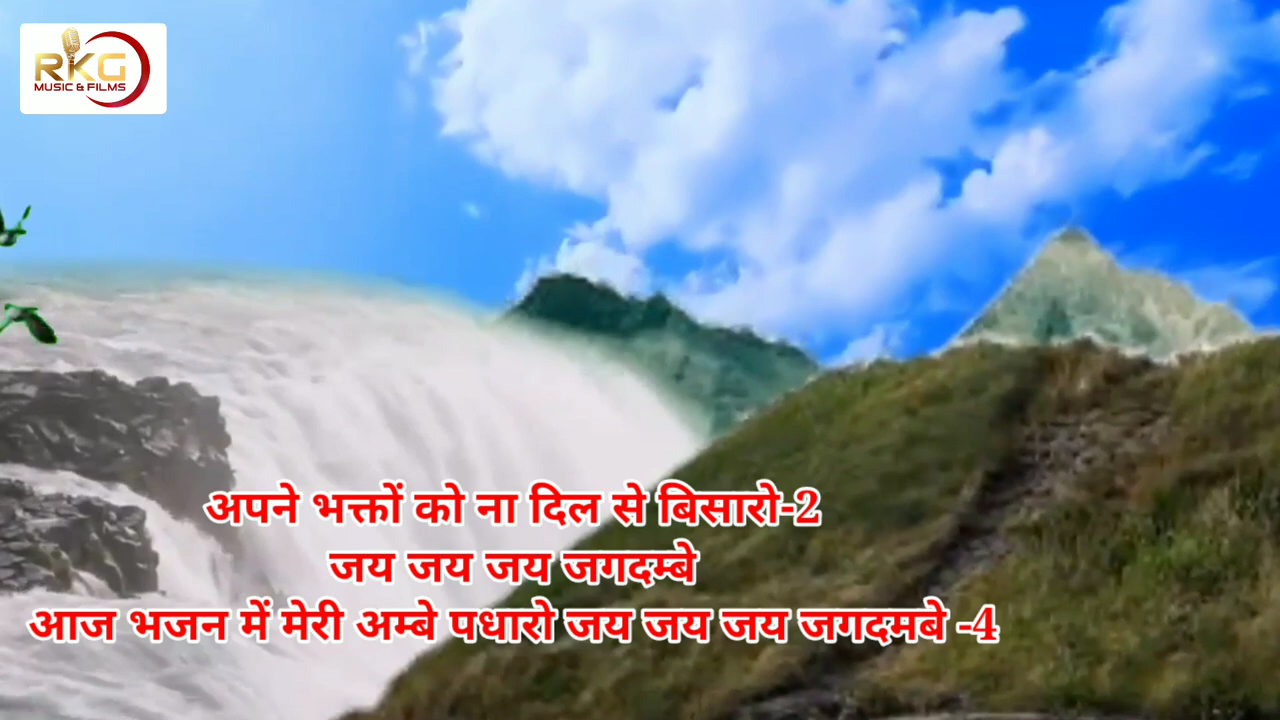 RKG
MUSIC & FILMS
अपने भक्तों को ना दिल से बिसारो-2
जय जय जय जगदम्बे
आज भजन में मेरी अम्बे पधारो जय जय जय जगदमबे -4